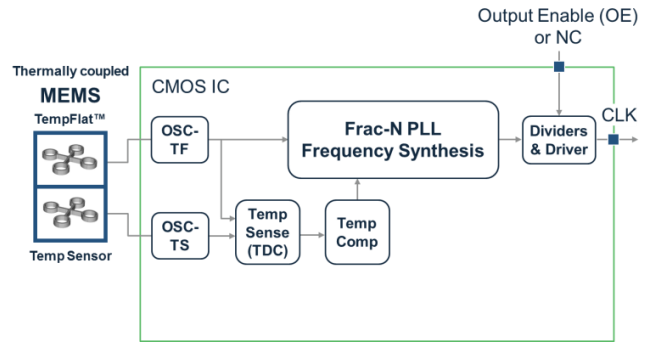 Output Enable (OE)
or NC
Thermally coupled
MEMS
TempFlat™
CMOS IC
CLK
OSC-
TF
Frac-N PLL
Frequency Synthesis
Dividers
& Driver
OSC-
TS
Temp
Sense
(TDC)
Temp
Comp
Temp Sensor